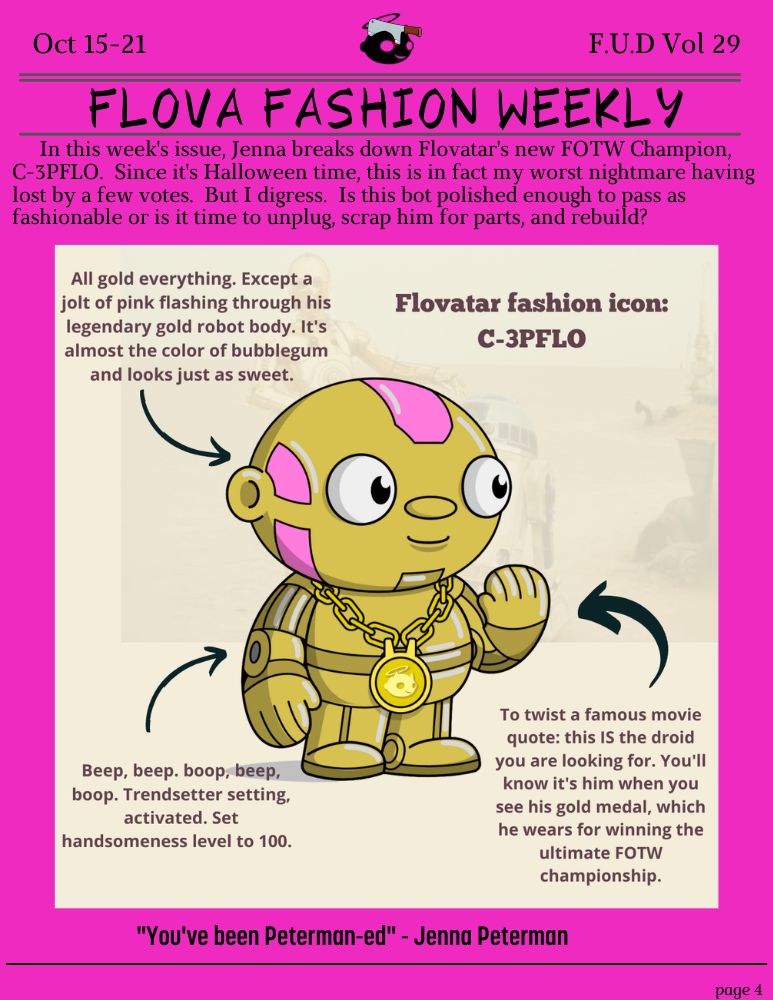 Oct 15-21
F.U.D Vol 29
FLOVA FASHION WEEKLY
In this week's issue, Jenna breaks down Flovatar's new FOTW Champion,
C-3PFLO. Since it's Halloween time, this is in fact my worst nightmare having
lost by a few votes. But I digress. Is this bot polished enough to pass as
fashionable or is it time to unplug, scrap him for parts, and rebuild?
All gold everything. Except a
jolt of pink flashing through his
legendary gold robot body. It's
almost the color of bubblegum
and looks just as sweet.
Flovatar fashion icon:
C-3PFLO
Beep, beep. boop, beep,
boop. Trendsetter setting,
activated. Set
handsomeness level to 100.
To twist a famous movie
quote: this IS the droid
you are looking for. You'll
know it's him when you
see his gold medal, which
he wears for winning the
ultimate FOTW
championship.
"You've been Peterman-ed" - Jenna Peterman
page 4